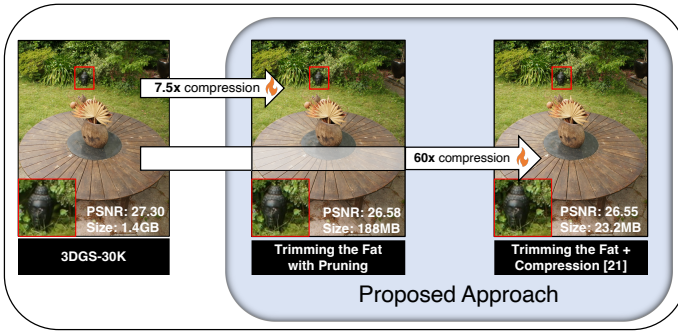 7.5x compression
60x compression
PSNR: 27.30
Size: 1.4GB
3DGS-30K
PSNR: 26.58
Size: 188MB
Trimming the Fat
with Pruning
PSNR: 26.55
Size: 23.2MB
Trimming the Fat +
Compression [21]
Proposed Approach